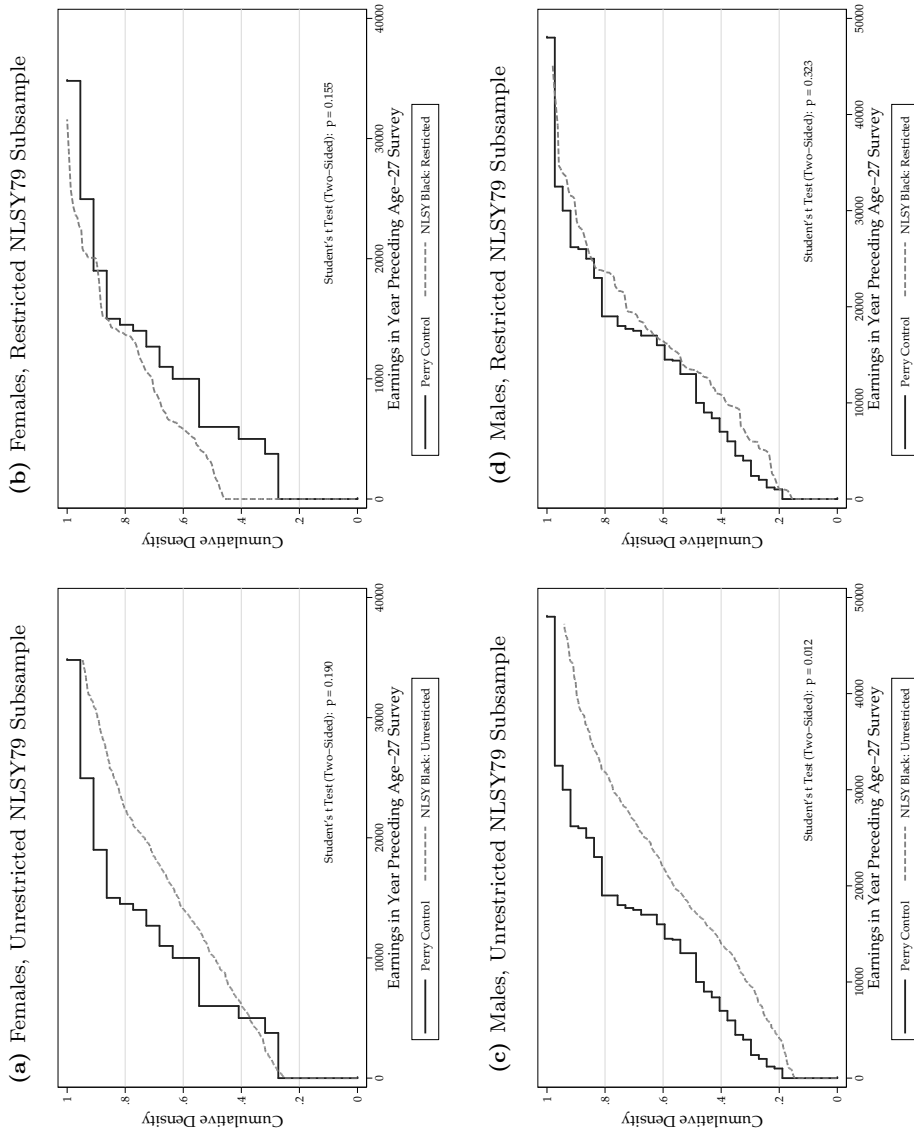 (a) Females, Unrestricted NLSY79 Subsample
Cumulative Density
1
.8
.6
.4
.2
0
Student's t Test (Two−Sided): p = 0.190
0
10000
20000
30000
40000
Earnings in Year Preceding Age−27 Survey
Perry Control
NLSY Black: Unrestricted
(b) Females, Restricted NLSY79 Subsample
Cumulative Density
1
.8
.6
.4
.2
0
Student's t Test (Two−Sided): p = 0.155
0
10000
20000
30000
40000
Earnings in Year Preceding Age−27 Survey
Perry Control
NLSY Black: Restricted
(c) Males, Unrestricted NLSY79 Subsample
Cumulative Density
1
.8
.6
.4
.2
0
Student's t Test (Two−Sided): p = 0.012
0
10000
20000
30000
40000
50000
Earnings in Year Preceding Age−27 Survey
Perry Control
NLSY Black: Unrestricted
(d) Males, Restricted NLSY79 Subsample
Cumulative Density
1
.8
.6
.4
.2
0
Student's t Test (Two−Sided): p = 0.323
0
10000
20000
30000
40000
50000
Earnings in Year Preceding Age−27 Survey
Perry Control
NLSY Black: Restricted